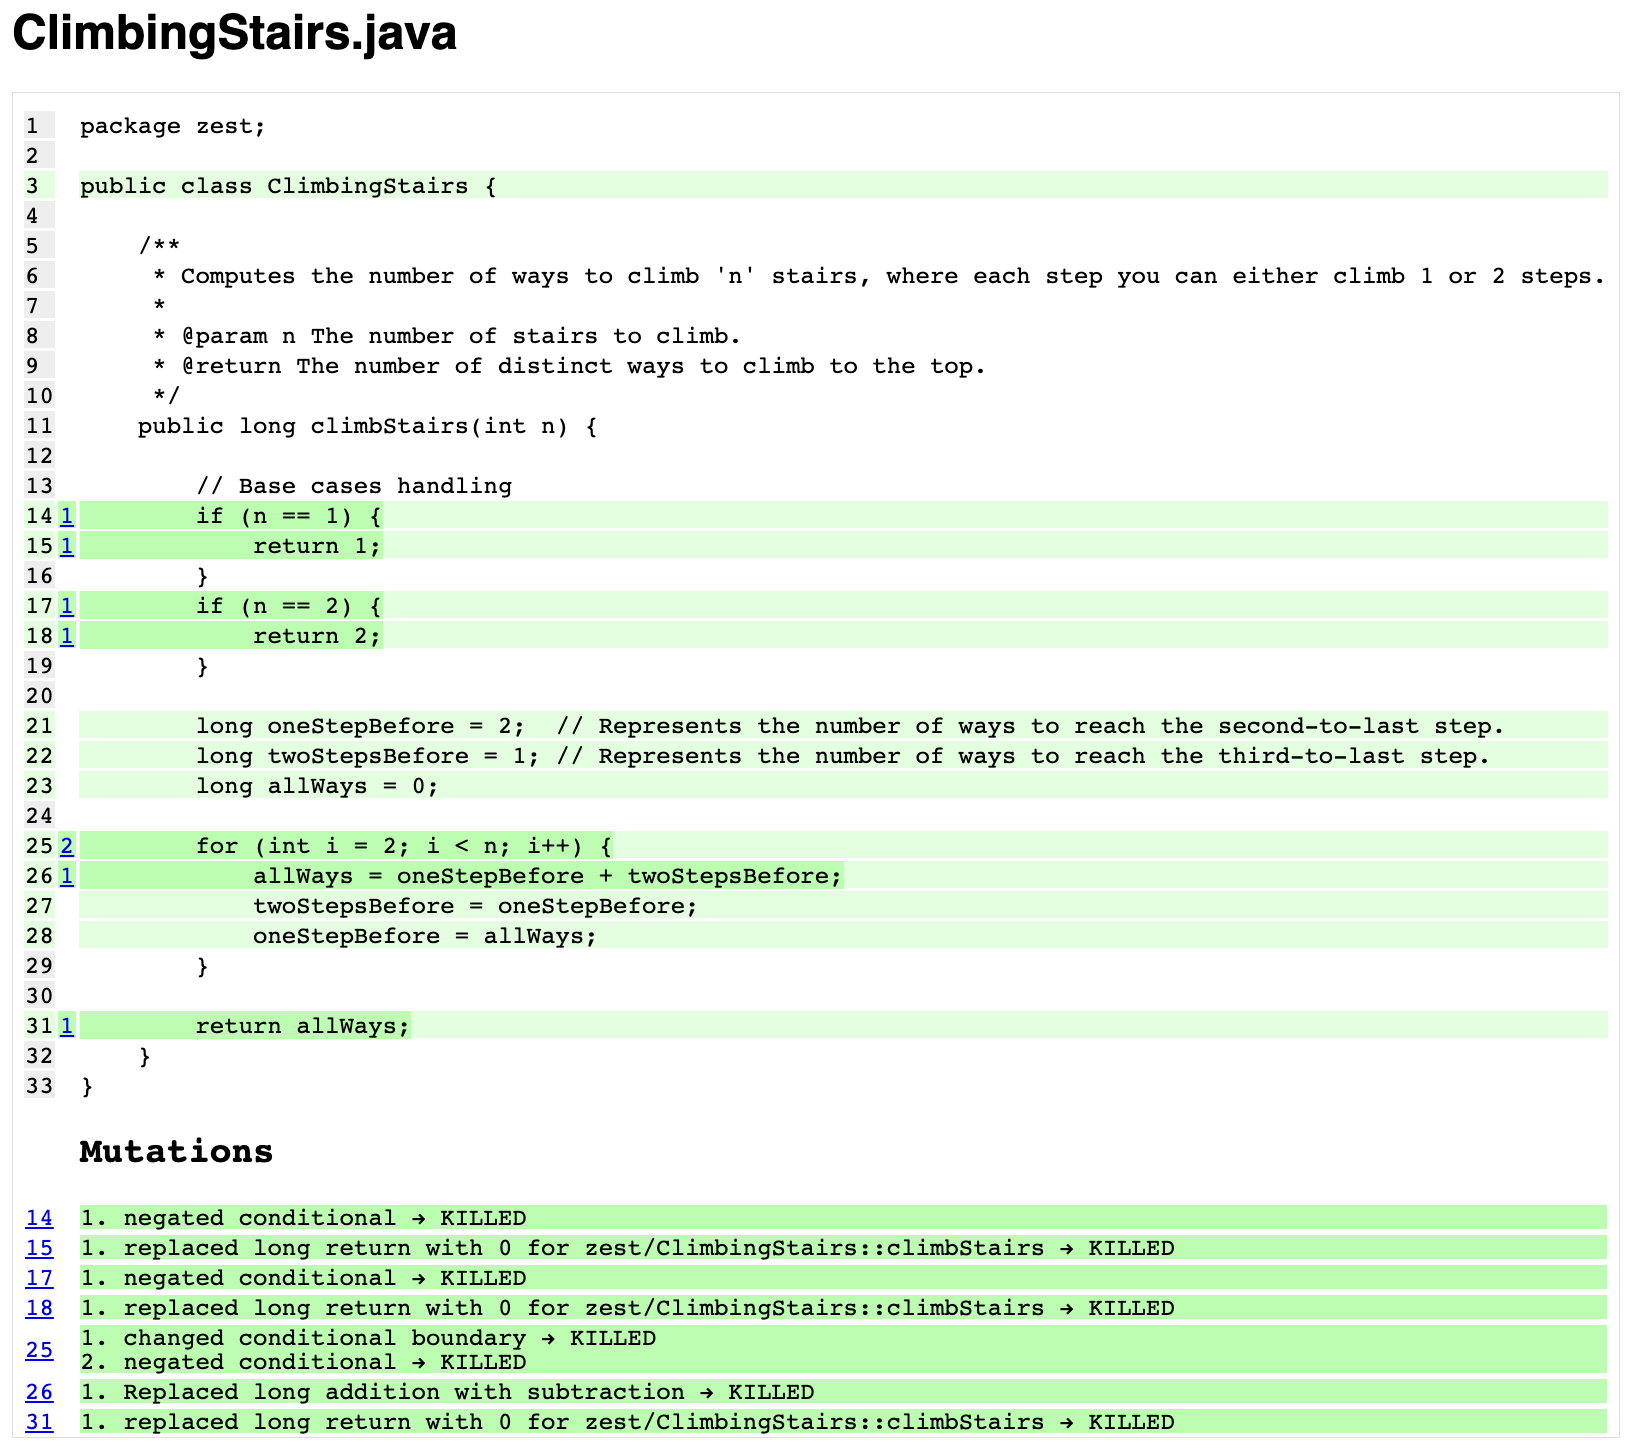 ClimbingStairs.java
1 package zest;
2
3 public class ClimbingStairs {
4
5 /**
6 * Computes the number of ways to climb 'n' stairs, where each step you can either climb 1 or 2 steps.
7 *
8 * @param n The number of stairs to climb.
9 * @return The number of distinct ways to climb to the top.
10 */
11 public long climbStairs(int n) {
12
13 // Base cases handling
14 1 if (n == 1) {
15 1 return 1;
16 }
17 1 if (n == 2) {
18 1 return 2;
19 }
20
21 long oneStepBefore = 2; // Represents the number of ways to reach the second-to-last step.
22 long twoStepsBefore = 1; // Represents the number of ways to reach the third-to-last step.
23 long allWays = 0;
24
25 2 for (int i = 2; i < n; i++) {
26 1 allWays = oneStepBefore + twoStepsBefore;
27 twoStepsBefore = oneStepBefore;
28 oneStepBefore = allWays;
29 }
30
31 1 return allWays;
32 }
33 }
Mutations
14 1. negated conditional → KILLED
15 1. replaced long return with 0 for zest/ClimbingStairs::climbStairs → KILLED
17 1. negated conditional → KILLED
18 1. replaced long return with 0 for zest/ClimbingStairs::climbStairs → KILLED
25 1. changed conditional boundary → KILLED
2. negated conditional → KILLED
26 1. Replaced long addition with subtraction → KILLED
31 1. replaced long return with 0 for zest/ClimbingStairs::climbStairs → KILLED